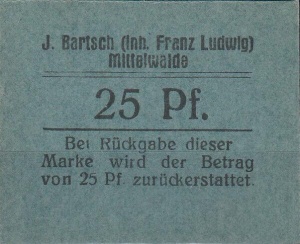 J. Bartsch (Inh. Franz Ludwig)
Mittelwalde
25 Pf.
Bei Rückgabe dieser
Marke wird der Betrag
von 25 Pf. zurückerstattet.